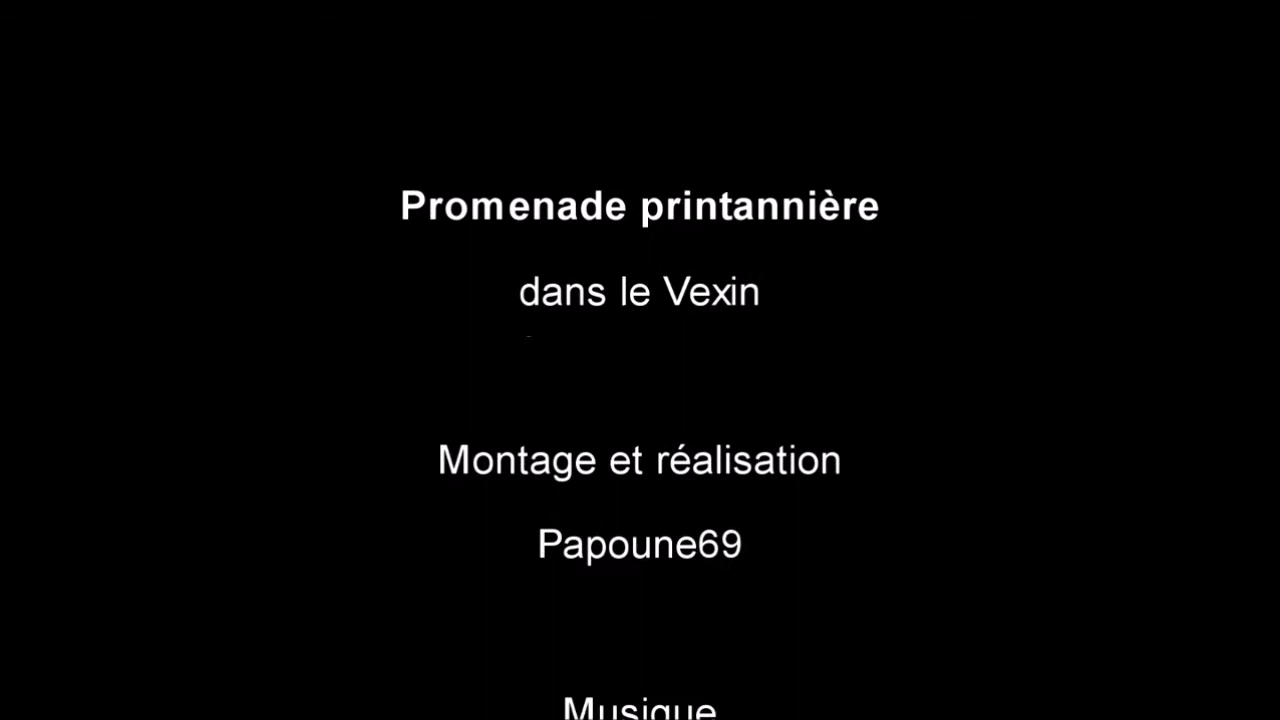 Promenade printannière
dans le Vexin
Montage et réalisation
Papoune69
Musique